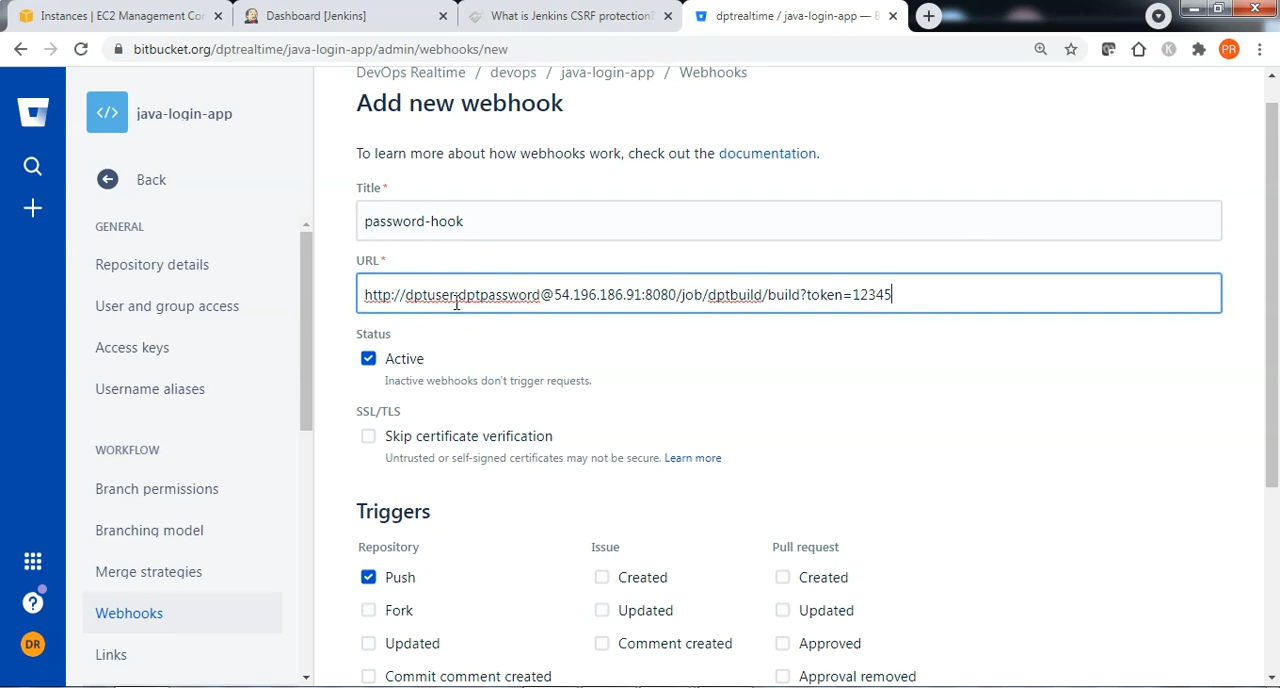 Instances | EC2 Management Con
Dashboard [Jenkins]
What is Jenkins CSRF protection?
dptrealtime / java-login-app — B
bitbucket.org/dptrealtime/java-login-app/admin/webhooks/new
K
PR
DevOps Realtime / devops / java-login-app / Webhooks
</> java-login-app
Back
GENERAL
Repository details
User and group access
Access keys
Username aliases
WORKFLOW
Branch permissions
Branching model
Merge strategies
Webhooks
Links
DR
Add new webhook
To learn more about how webhooks work, check out the documentation.
Title*
password-hook
URL*
http://dptuser:dptpassword@54.196.186.91:8080/job/dptbuild/build?token=12345
Status
Active
Inactive webhooks don't trigger requests.
SSL/TLS
Skip certificate verification
Untrusted or self-signed certificates may not be secure. Learn more
Triggers
Repository Issue Pull request
Push Created Created
Fork Updated Updated
Updated Comment created Approved
Commit comment created Approval removed